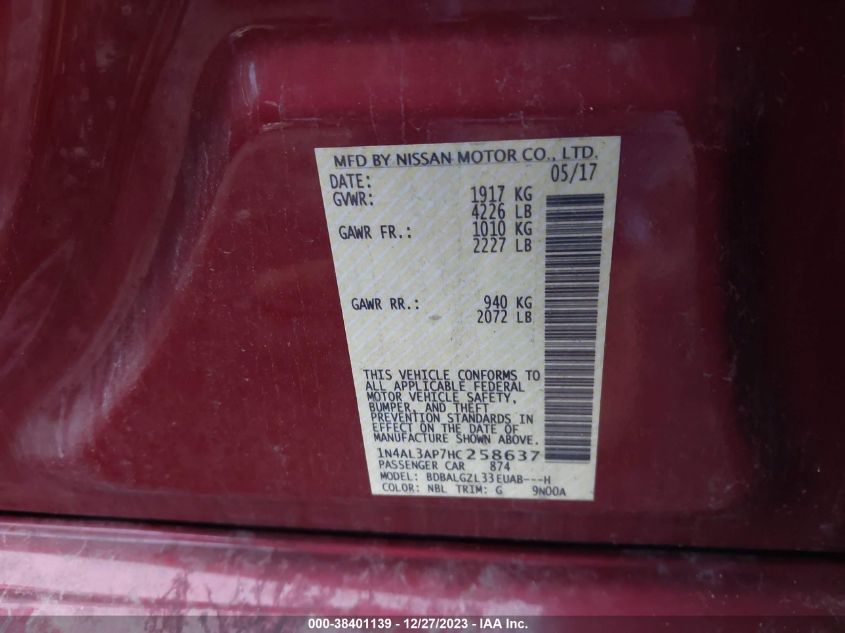 MFD BY NISSAN MOTOR CO., LTD.
DATE: 05/17
GVWR: 1917 KG
4226 LB
GAWR FR.: 1010 KG
2227 LB
GAWR RR.: 940 KG
2072 LB
THIS VEHICLE CONFORMS TO
ALL APPLICABLE FEDERAL
MOTOR VEHICLE SAFETY,
BUMPER, AND THEFT
PREVENTION STANDARDS IN
EFFECT ON THE DATE OF
MANUFACTURE SHOWN ABOVE.
1N4AL3AP7HC258637
PASSENGER CAR 874
MODEL: BDBALGZL33EUAB---H
COLOR: NBL TRIM: G 9N00A
000-38401139 - 12/27/2023 - IAA Inc.